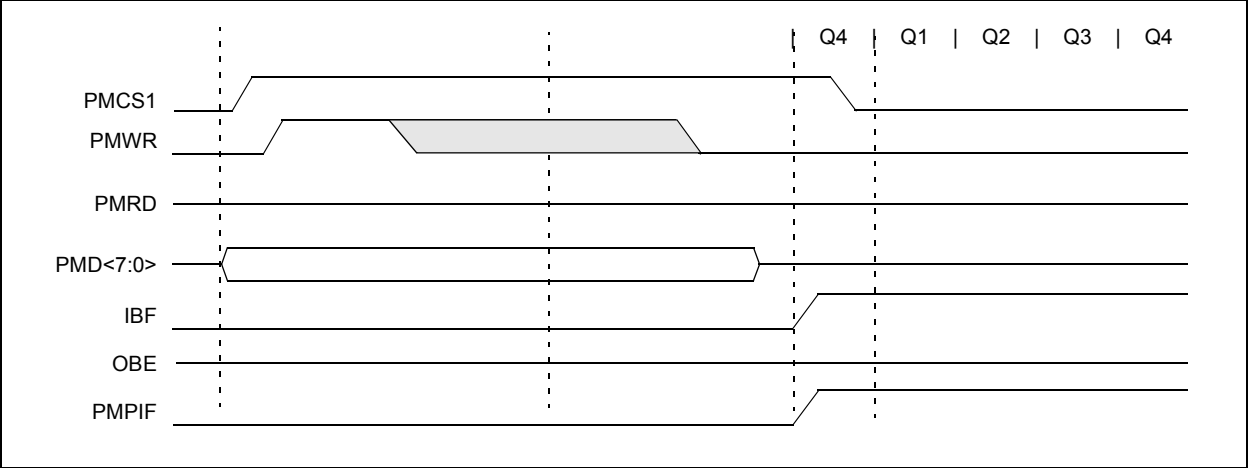 | Q4 | Q1 | Q2 | Q3 | Q4
PMCS1
PMWR
PMRD
PMD<7:0>
IBF
OBE
PMPIF